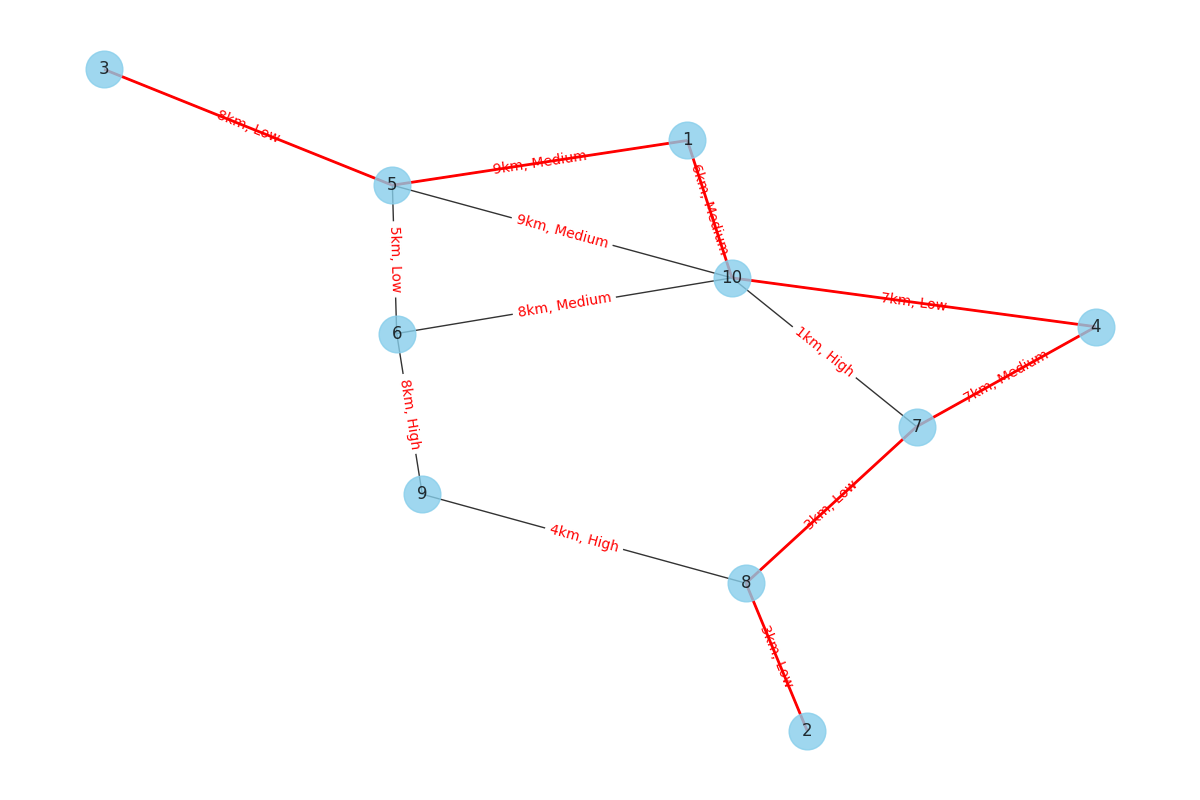 3
8km, Low
1
9km, Medium
5
6km, Medium
9km, Medium
5km, Low
10
7km, Low
8km, Medium
4
6
1km, High
7km, Medium
8km, High
7
9
3km, Low
4km, High
8
3km, Low
2